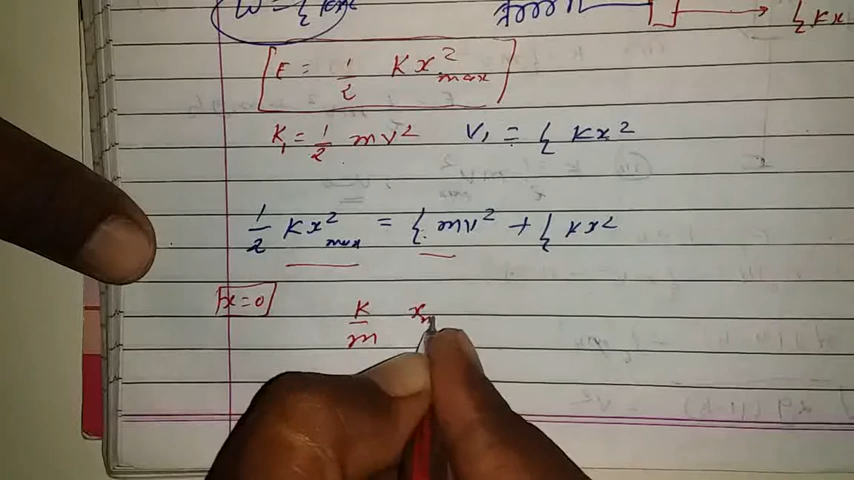 E = 1/2 Kx²max
K₁ = 1/2 mv² V₁ = ½ Kx²
1/2 Kx²max = ½ mv² + ½ Kx²
x=0 K/m xm